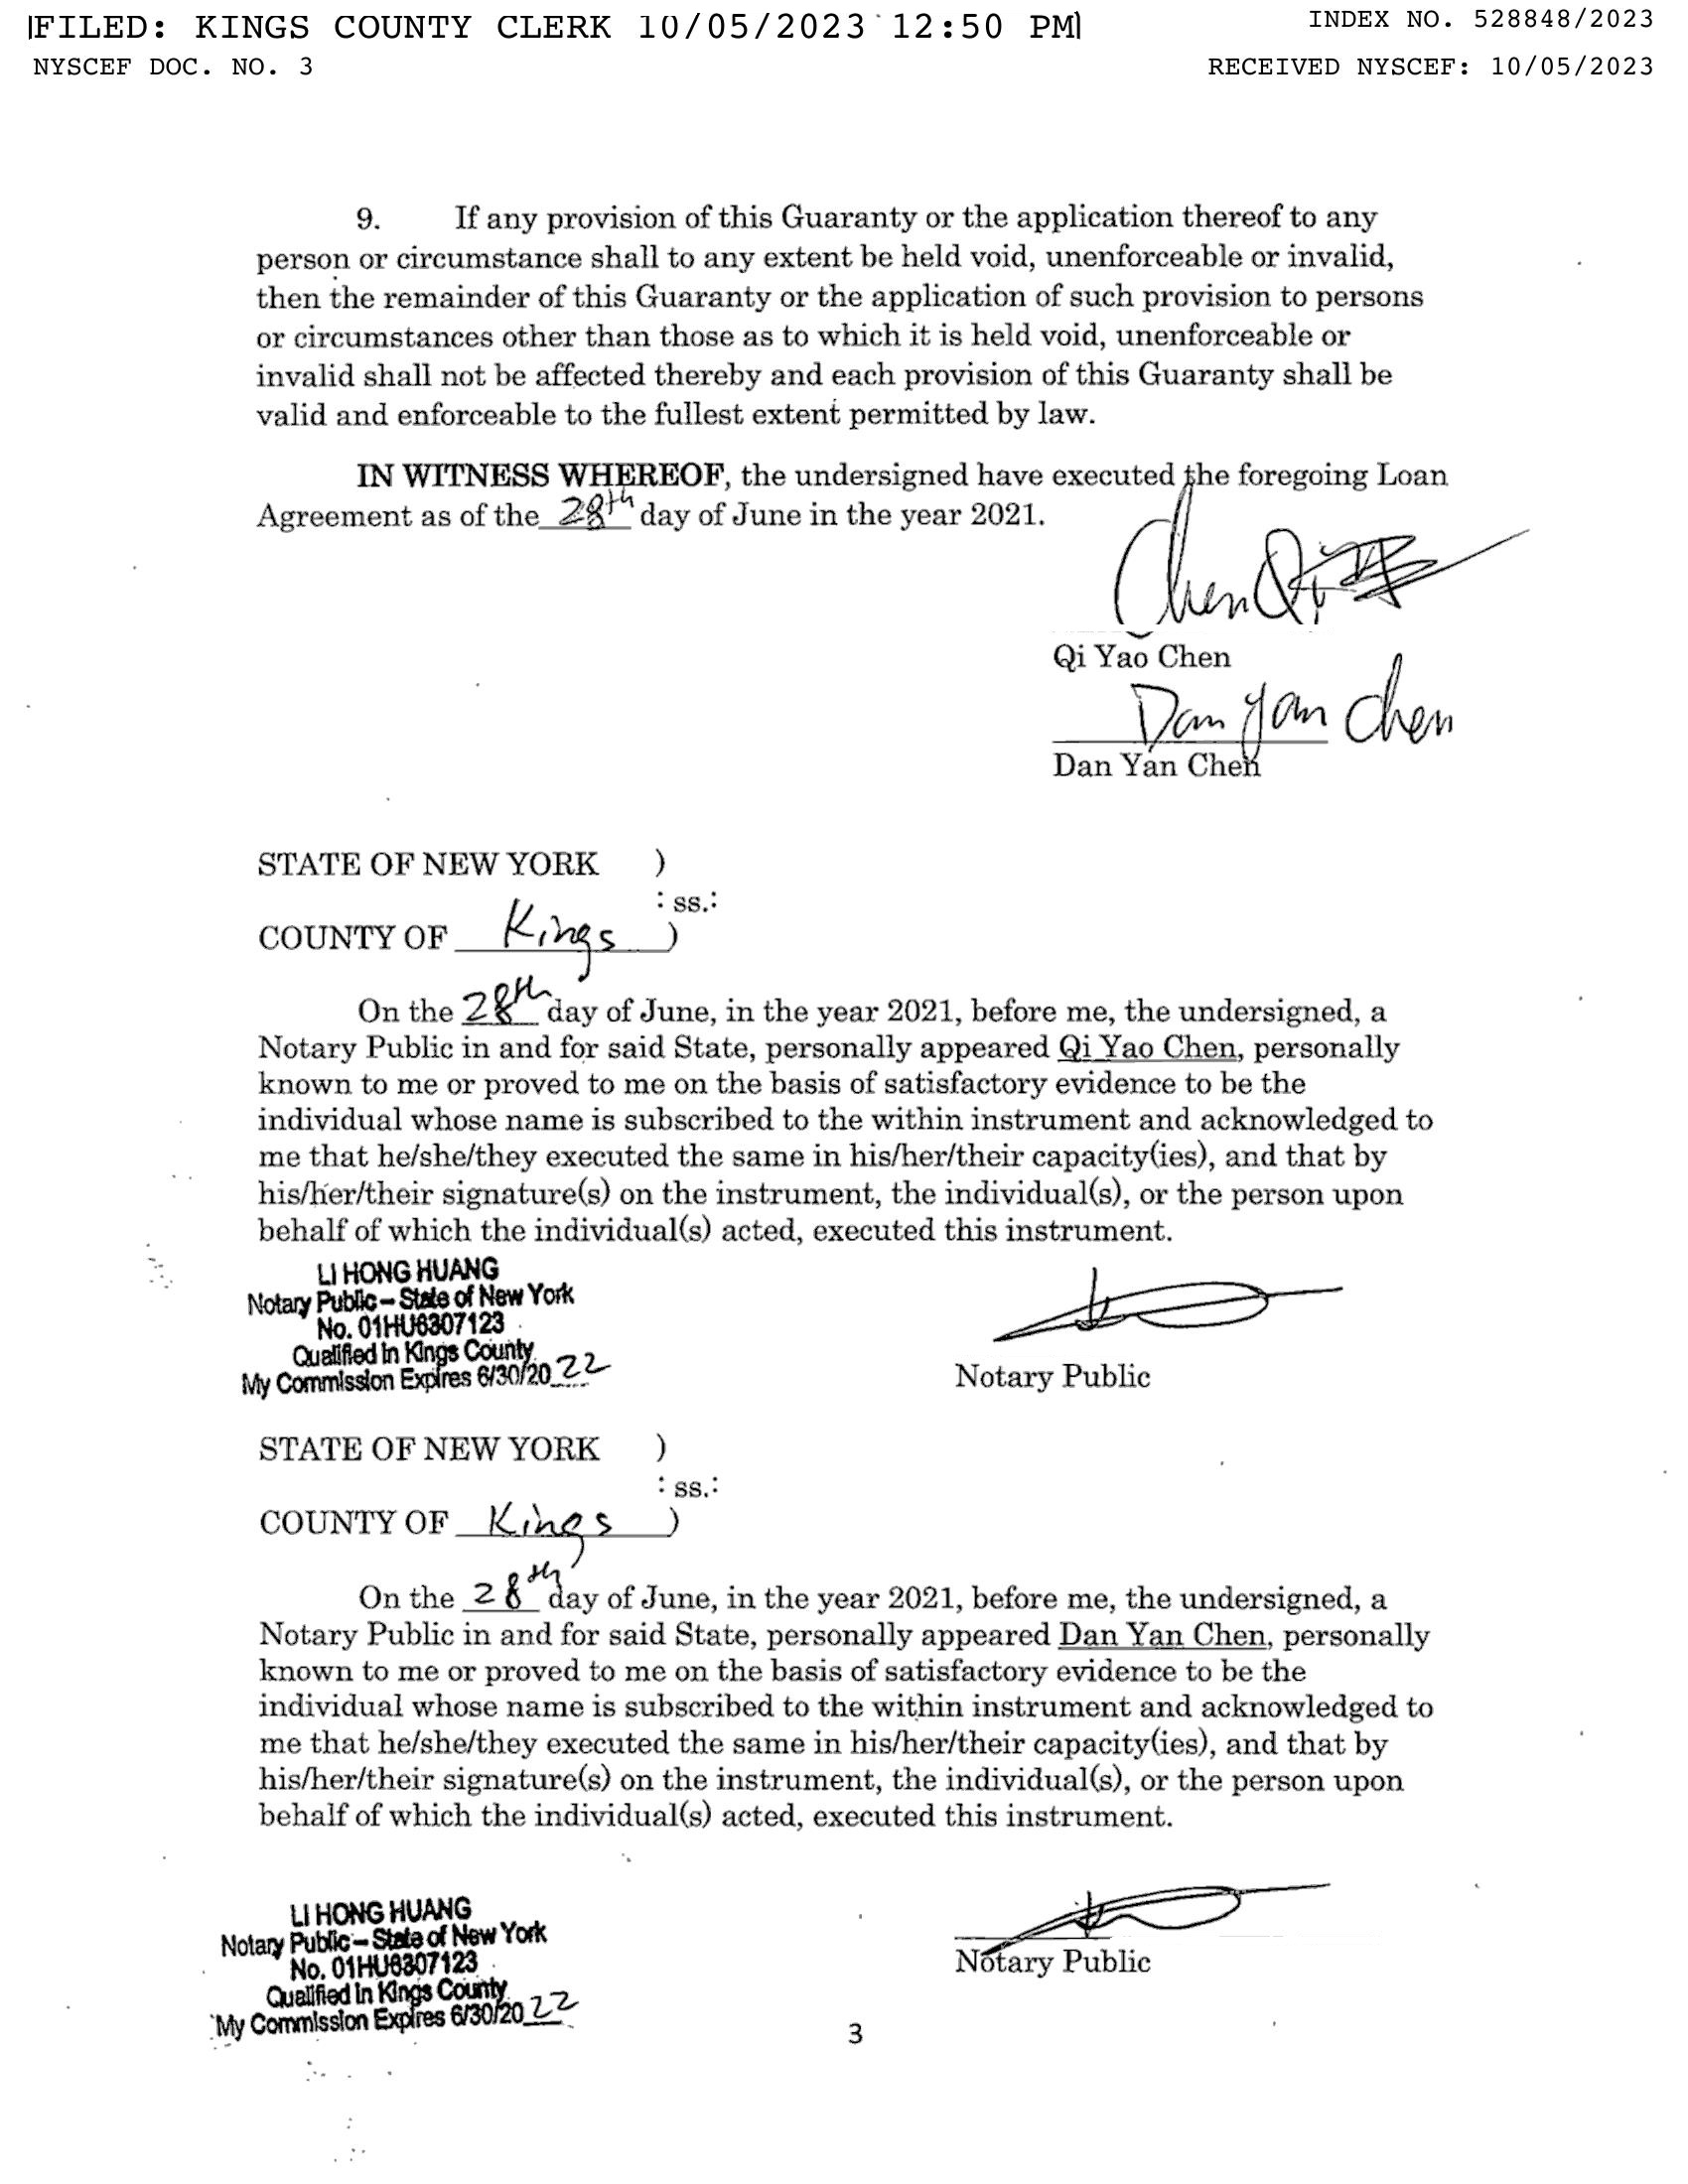 FILED: KINGS COUNTY CLERK 10/05/2023 12:50 PM
INDEX NO. 528848/2023
NYSCEF DOC. NO. 3
RECEIVED NYSCEF: 10/05/2023
9. If any provision of this Guaranty or the application thereof to any
person or circumstance shall to any extent be held void, unenforceable or invalid,
then the remainder of this Guaranty or the application of such provision to persons
or circumstances other than those as to which it is held void, unenforceable or
invalid shall not be affected thereby and each provision of this Guaranty shall be
valid and enforceable to the fullest extent permitted by law.
IN WITNESS WHEREOF, the undersigned have executed the foregoing Loan
Agreement as of the 28th day of June in the year 2021.
Chen Qi
Qi Yao Chen
Dan Yan Chen
Dan Yan Chen
STATE OF NEW YORK )
: ss.:
COUNTY OF Kings )
On the 28th day of June, in the year 2021, before me, the undersigned, a
Notary Public in and for said State, personally appeared Qi Yao Chen, personally
known to me or proved to me on the basis of satisfactory evidence to be the
individual whose name is subscribed to the within instrument and acknowledged to
me that he/she/they executed the same in his/her/their capacity(ies), and that by
his/her/their signature(s) on the instrument, the individual(s), or the person upon
behalf of which the individual(s) acted, executed this instrument.
LI HONG HUANG
Notary Public – State of New York
No. 01HU6307123
Qualified in Kings County
My Commission Expires 6/30/2022
Notary Public
STATE OF NEW YORK )
: ss.:
COUNTY OF Kings )
On the 28th day of June, in the year 2021, before me, the undersigned, a
Notary Public in and for said State, personally appeared Dan Yan Chen, personally
known to me or proved to me on the basis of satisfactory evidence to be the
individual whose name is subscribed to the within instrument and acknowledged to
me that he/she/they executed the same in his/her/their capacity(ies), and that by
his/her/their signature(s) on the instrument, the individual(s), or the person upon
behalf of which the individual(s) acted, executed this instrument.
LI HONG HUANG
Notary Public – State of New York
No. 01HU6307123
Qualified in Kings County
My Commission Expires 6/30/2022
Notary Public
3